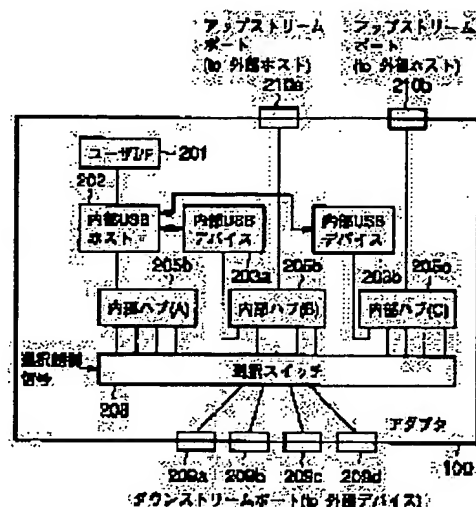 アップストリーム
ポート
(to 外部ホスト)
210a
アップストリーム
ポート
(to 外部ホスト)
210b
ユーザI/F
201
202
内部USB
ホスト
内部USB
デバイス
203a
内部USB
デバイス
203b
205b
内部ハブ(A)
205b
内部ハブ(B)
205c
内部ハブ(C)
選択制御
信号
選択スイッチ
208
アダプタ
100
209a
209b
209c
209d
ダウンストリームポート(to 外部デバイス)